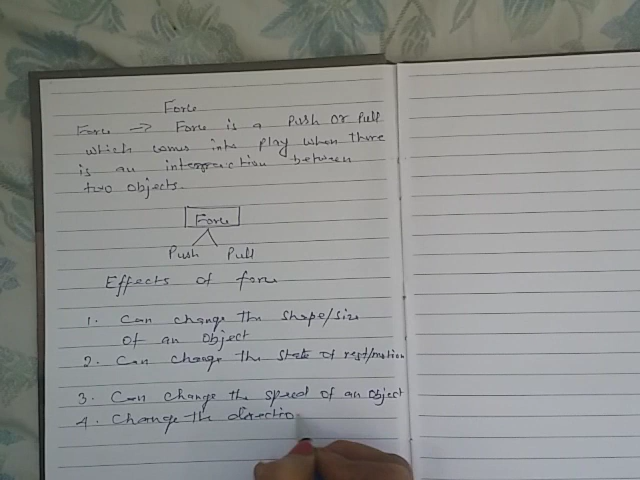 Force
Force → Force is a Push or Pull
which comes into play when there
is an interaction between
two objects.
Force
Push Pull
Effects of force
1. Can change the shape/size
of an object
2. Can change the state of rest/motion
3. Can change the speed of an object
4. Change the directio